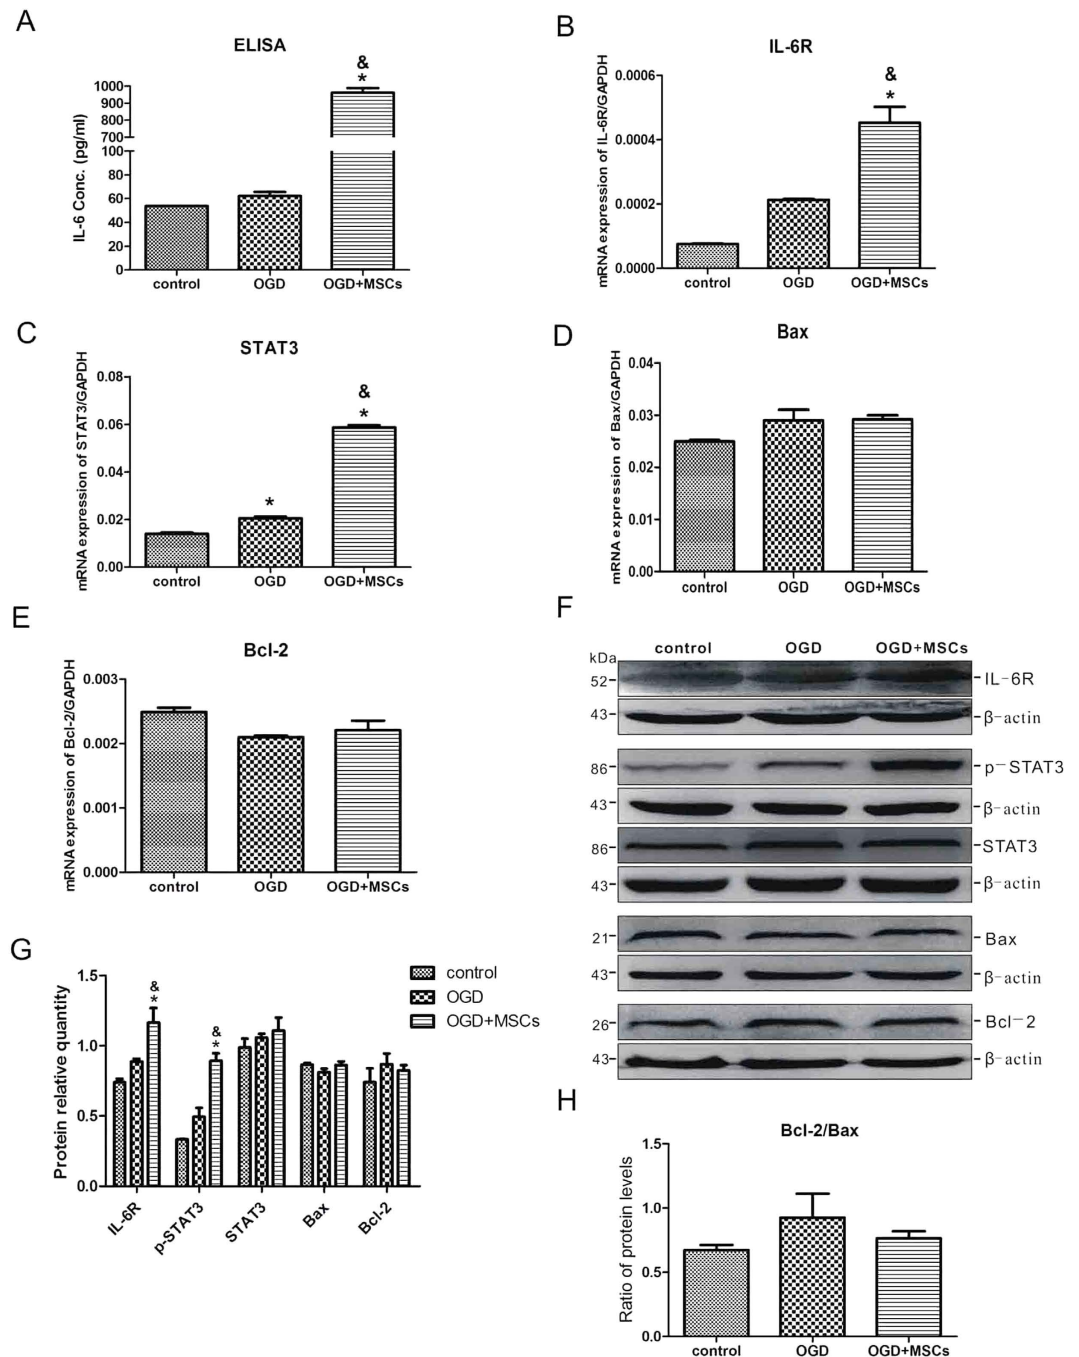 A
ELISA
IL-6 Conc. (pg/ml)
1000
900
800
700
100
80
60
40
20
0
&
*
control OGD OGD+MSCs
B
IL-6R
mRNA expression of IL-6R/GAPDH
0.0006
0.0004
0.0002
0.0000
&
*
control OGD OGD+MSCs
C
STAT3
mRNA expression of STAT3/GAPDH
0.08
0.06
0.04
0.02
0.00
*
&
*
control OGD OGD+MSCs
D
Bax
mRNA expression of Bax/GAPDH
0.04
0.03
0.02
0.01
0.00
control OGD OGD+MSCs
E
Bcl-2
mRNA expression of Bcl-2/GAPDH
0.003
0.002
0.001
0.000
control OGD OGD+MSCs
F
control OGD OGD+MSCs
kDa
52 IL-6R
43 β-actin
86 p-STAT3
43 β-actin
86 STAT3
43 β-actin
21 Bax
43 β-actin
26 Bcl-2
43 β-actin
G
control
OGD
OGD+MSCs
Protein relative quantity
1.5
1.0
0.5
0.0
&
*
&
*
IL-6R p-STAT3 STAT3 Bax Bcl-2
H
Bcl-2/Bax
Ratio of protein levels
1.5
1.0
0.5
0.0
control OGD OGD+MSCs